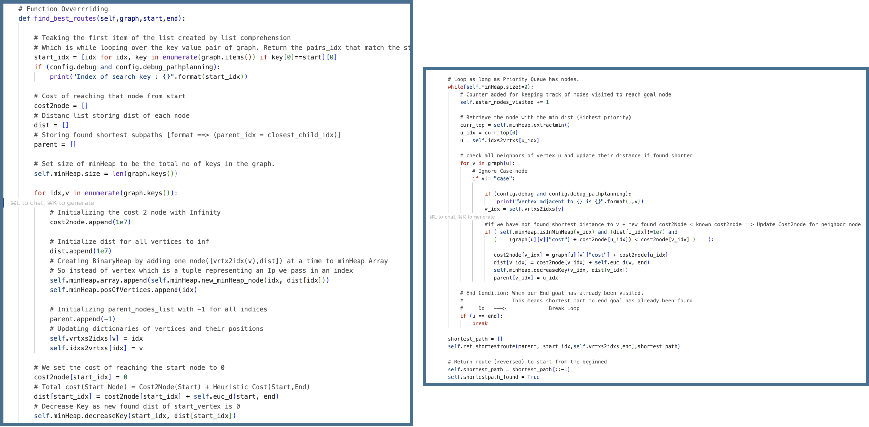 # Function Overrriding
def find_best_routes(self,graph,start,end):
# Teaking the first item of the list created by list comprehension
# Which is while looping over the key value pair of graph. Return the pairs_idx that match the st
start_idx = [idx for idx, key in enumerate(graph.items()) if key[0]==start][0]
if (config.debug and config.debug_pathplanning):
print("Index of search key : {}".format(start_idx))
# Cost of reaching that node from start
cost2node = []
# Distanc list storing dist of each node
dist = []
# Storing found shortest subpaths [format ==> (parent_idx = closest_child_idx)]
parent = []
# Set size of minHeap to be the total no of keys in the graph.
self.minHeap.size = len(graph.keys())
for idx,v in enumerate(graph.keys()):
⌘L to chat, ⌘K to generate
# Initializing the cost 2 node with Infinity
cost2node.append(1e7)
# Initialize dist for all vertices to inf
dist.append(1e7)
# Creating BinaryHeep by adding one node([vrtx2idx(v),dist]) at a time to minHeap Array
# So instead of vertex which is a tuple representing an Ip we pass in an index
self.minHeap.array.append(self.minHeap.new_minHeap_node(idx, dist[idx]))
self.minHeap.posOfVertices.append(idx)
# Initializing parent_nodes_list with -1 for all indices
parent.append(-1)
# Updating dictionaries of vertices and their positions
self.vrtxs2idxs[v] = idx
self.idxs2vrtxs[idx] = v
# We set the cost of reaching the start node to 0
cost2node[start_idx] = 0
# Total cost(Start Node) = Cost2Node(Start) + Heuristic Cost(Start,End)
dist[start_idx] = cost2node[start_idx] + self.euc_d(start, end)
# Decrease Key as new found dist of start_vertex is 0
self.minHeap.decreaseKey(start_idx, dist[start_idx])
# Loop as long as Priority Queue has nodes.
while(self.minHeap.size!=0):
# Counter added for keeping track of nodes visited to reach goal node
self.astar_nodes_visited += 1
# Retrieve the node with the min dist (Highest priority)
curr_top = self.minHeap.extractmin()
u_idx = curr_top[0]
u = self.idxs2vrtxs[u_idx]
# check all neighbors of vertex u and update their distance if found shorter
for v in graph[u]:
# Ignore Case node
if v!= "case":
if (config.debug and config.debug_pathplanning):
print("Vertex adjacent to {} is {}".format(u,v))
v_idx = self.vrtxs2idxs[v]
⌘L to chat, ⌘K to generate
#if we have not found shortest distance to v + new found cost2Node < known cost2node ==> Update Cost2node for neighbor node
if ( self.minHeap.isInMinHeap(v_idx) and (dist[u_idx]!=1e7) and
( (graph[u][v]["cost"] + cost2node[u_idx]) < cost2node[v_idx] ) ):
cost2node[v_idx] = graph[u][v]["cost"] + cost2node[u_idx]
dist[v_idx] = cost2node[v_idx] + self.euc_d(v, end)
self.minHeap.decreaseKey(v_idx, dist[v_idx])
parent[v_idx] = u_idx
# End Condition: When our End goal has already been visited.
# This means shortest start to end goal has already been found
# Do ---> Break Loop
if (u == end):
break
shortest_path = []
self.ret_shortestroute(parent, start_idx,self.vrtxs2idxs[end],shortest_path)
# Return route (reversed) to start from the beginned
self.shortest_path = shortest_path[::-1]
self.shortestpath_found = True